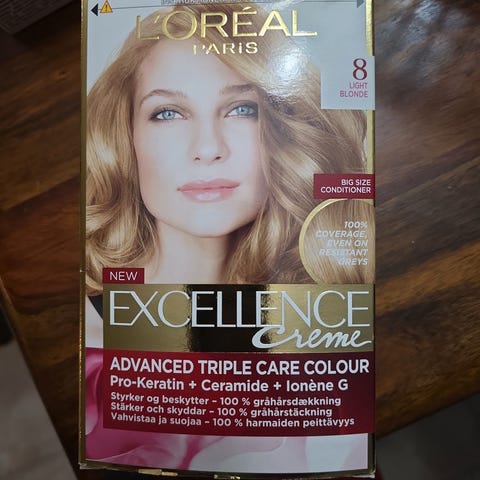 L'ORÉAL
PARIS
8
LIGHT
BLONDE
BIG SIZE
CONDITIONER
100%
COVERAGE,
EVEN ON
RESISTANT
GREYS
NEW
EXCELLENCE
Creme
ADVANCED TRIPLE CARE COLOUR
Pro-Keratin + Ceramide + Ionène G
Styrker og beskytter – 100 % gråhårsdækkning
Stärker och skyddar – 100 % gråhårstäckning
Vahvistaa ja suojaa – 100 % harmaiden peittävyys